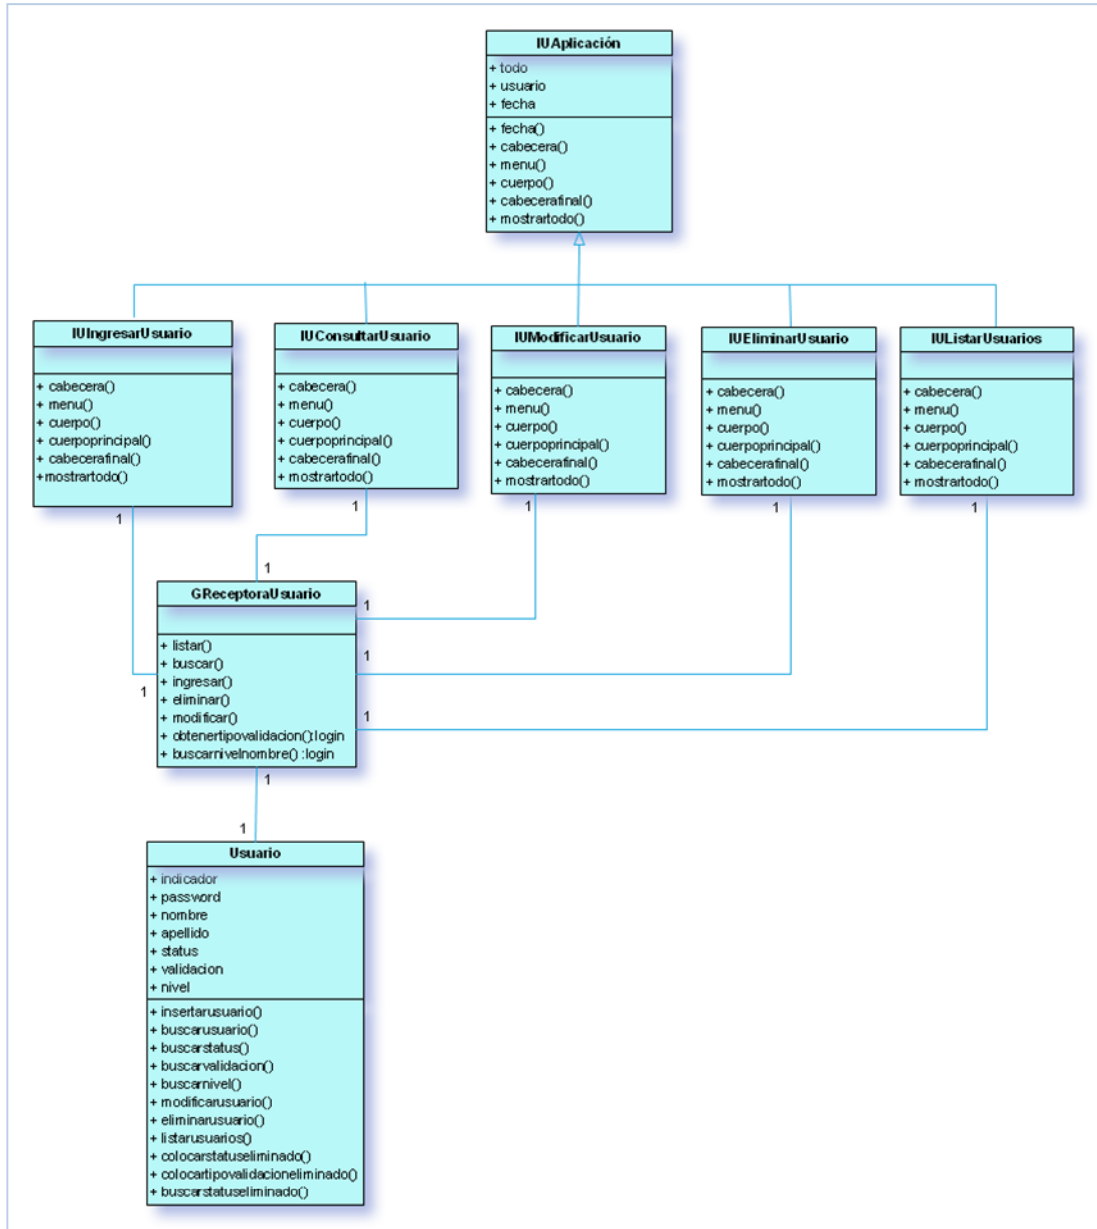 IUAplicación
+ todo
+ usuario
+ fecha
+ fecha()
+ cabecera()
+ menu()
+ cuerpo()
+ cabecerafinal()
+ mostrartodo()
IUIngresarUsuario
+ cabecera()
+ menu()
+ cuerpo()
+ cuerpoprincipal()
+ cabecerafinal()
+mostrartodo()
1
IUConsultarUsuario
+ cabecera()
+ menu()
+ cuerpo()
+ cuerpoprincipal()
+ cabecerafinal()
+ mostrartodo()
1
IUModificarUsuario
+ cabecera()
+ menu()
+ cuerpo()
+ cuerpoprincipal()
+ cabecerafinal()
+ mostrartodo()
1
IUEliminarUsuario
+ cabecera()
+ menu()
+ cuerpo()
+ cuerpoprincipal()
+ cabecerafinal()
+ mostrartodo()
1
IUListarUsuarios
+ cabecera()
+ menu()
+ cuerpo()
+ cuerpoprincipal()
+ cabecerafinal()
+ mostrartodo()
1
1
GReceptoraUsuario
+ listar()
+ buscar()
+ ingresar()
+ eliminar()
+ modificar()
+ obtenertipovalidacion():login
+ buscarnivelnombre() :login
1
1
1
1
1
1
Usuario
+ indicador
+ password
+ nombre
+ apellido
+ status
+ validacion
+ nivel
+ insertarusuario()
+ buscarusuario()
+ buscarstatus()
+ buscarvalidacion()
+ buscarnivel()
+ modificarusuario()
+ eliminarusuario()
+ listarusuarios()
+ colocarstatuseliminado()
+ colocartipovalidacioneliminado()
+ buscarstatuseliminado()